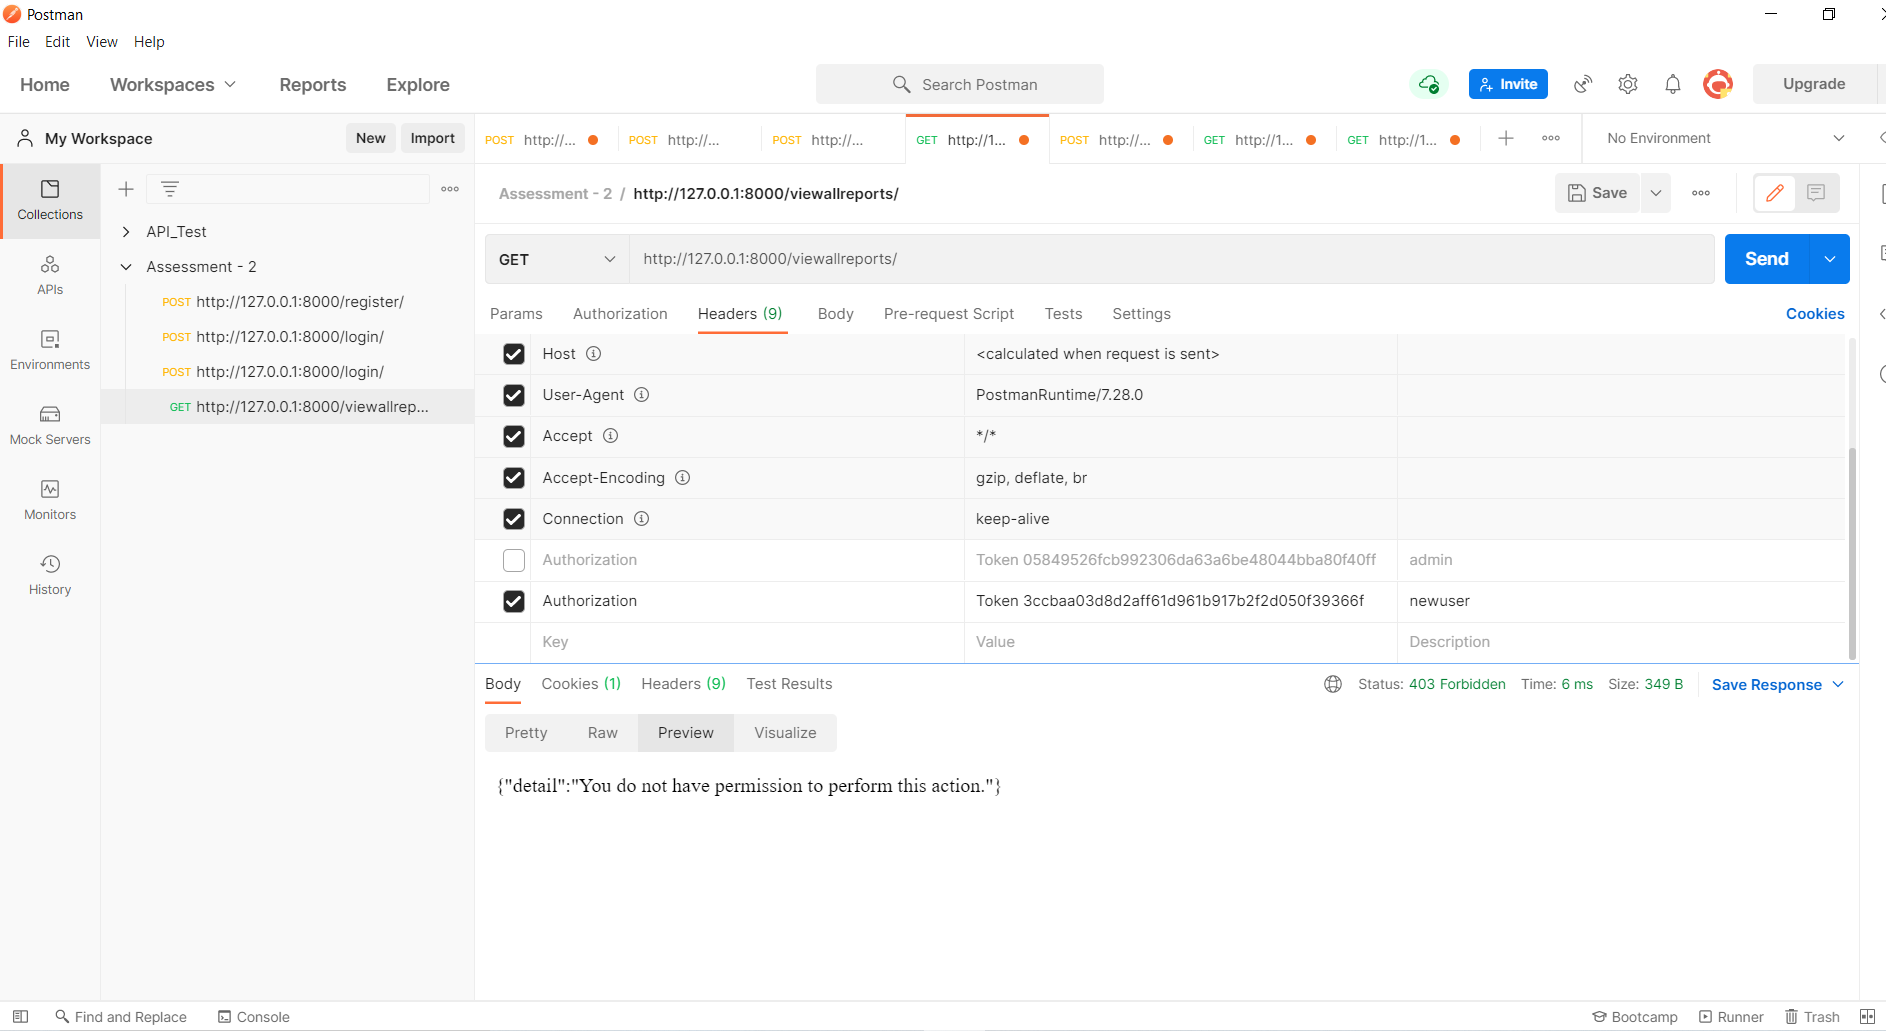 Postman
File Edit View Help
Home Workspaces Reports Explore
Search Postman
Invite
Upgrade
My Workspace
New Import
POST http://...
POST http://...
POST http://...
GET http://1...
POST http://...
GET http://1...
GET http://1...
No Environment
Collections
APIs
Environments
Mock Servers
Monitors
History
API_Test
Assessment - 2
POST http://127.0.0.1:8000/register/
POST http://127.0.0.1:8000/login/
POST http://127.0.0.1:8000/login/
GET http://127.0.0.1:8000/viewallrep...
Assessment - 2 / http://127.0.0.1:8000/viewallreports/
Save
GET http://127.0.0.1:8000/viewallreports/
Send
Params Authorization Headers (9) Body Pre-request Script Tests Settings Cookies
Host <calculated when request is sent>
User-Agent PostmanRuntime/7.28.0
Accept */*
Accept-Encoding gzip, deflate, br
Connection keep-alive
Authorization Token 05849526fcb992306da63a6be48044bba80f40ff admin
Authorization Token 3ccbaa03d8d2aff61d961b917b2f2d050f39366f newuser
Key Value Description
Body Cookies (1) Headers (9) Test Results Status: 403 Forbidden Time: 6 ms Size: 349 B Save Response
Pretty Raw Preview Visualize
{"detail":"You do not have permission to perform this action."}
Find and Replace Console Bootcamp Runner Trash